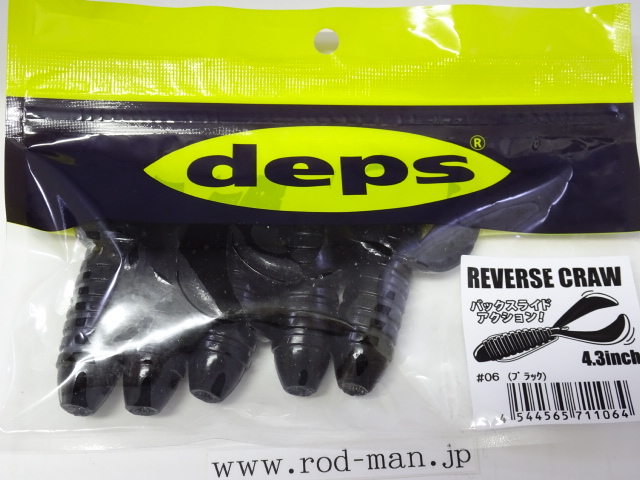 deps®
REVERSE CRAW
バックスライド
アクション!
4.3inch
#06 (ブラック)
4 544565 711064
www.rod-man.jp